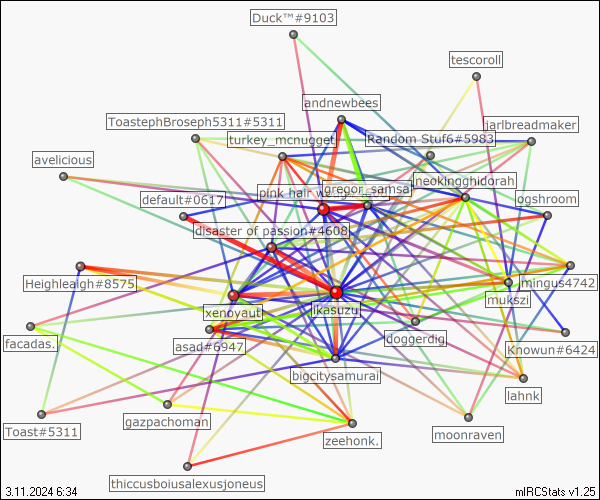 Duck™#9103
tescoroll
andnewbees
ToastephBroseph5311#5311
jarlbreadmaker
turkey_mcnugget
Random Stuf6#5983
avelicious
neokingghidorah
pink hair
gregor_samsa
default#0617
ogshroom
disaster of passion#4608
Heighleaigh#8575
mingus4742
mukszi
xenoyaut
ikasuzu
facadas.
asad#6947
doggerdig
Knowun#6424
bigcitysamurai
lahnk
gazpachoman
Toast#5311
zeehonk.
moonraven
thiccusboiusalexusjoneus
3.11.2024 6:34
mIRCStats v1.25